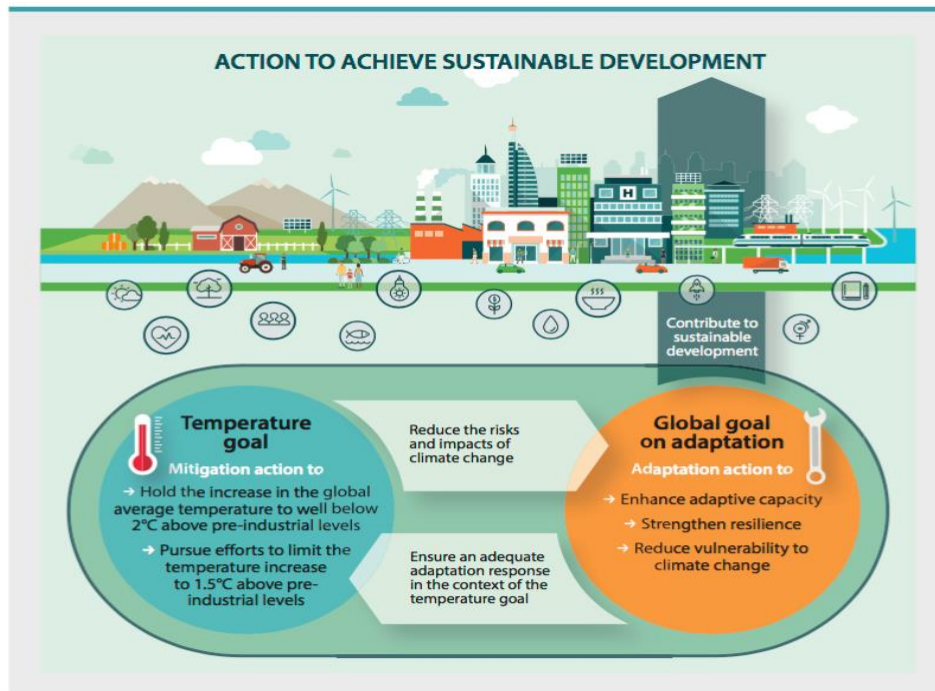 ACTION TO ACHIEVE SUSTAINABLE DEVELOPMENT
H
Contribute to
sustainable
development
Temperature
goal
Mitigation action to
→ Hold the increase in the global
average temperature to well below
2°C above pre-industrial levels
→ Pursue efforts to limit the
temperature increase
to 1.5°C above pre-
industrial levels
Reduce the risks
and impacts of
climate change
Ensure an adequate
adaptation response
in the context of the
temperature goal
Global goal
on adaptation
Adaptation action to
→ Enhance adaptive capacity
→ Strengthen resilience
→ Reduce vulnerability to
climate change